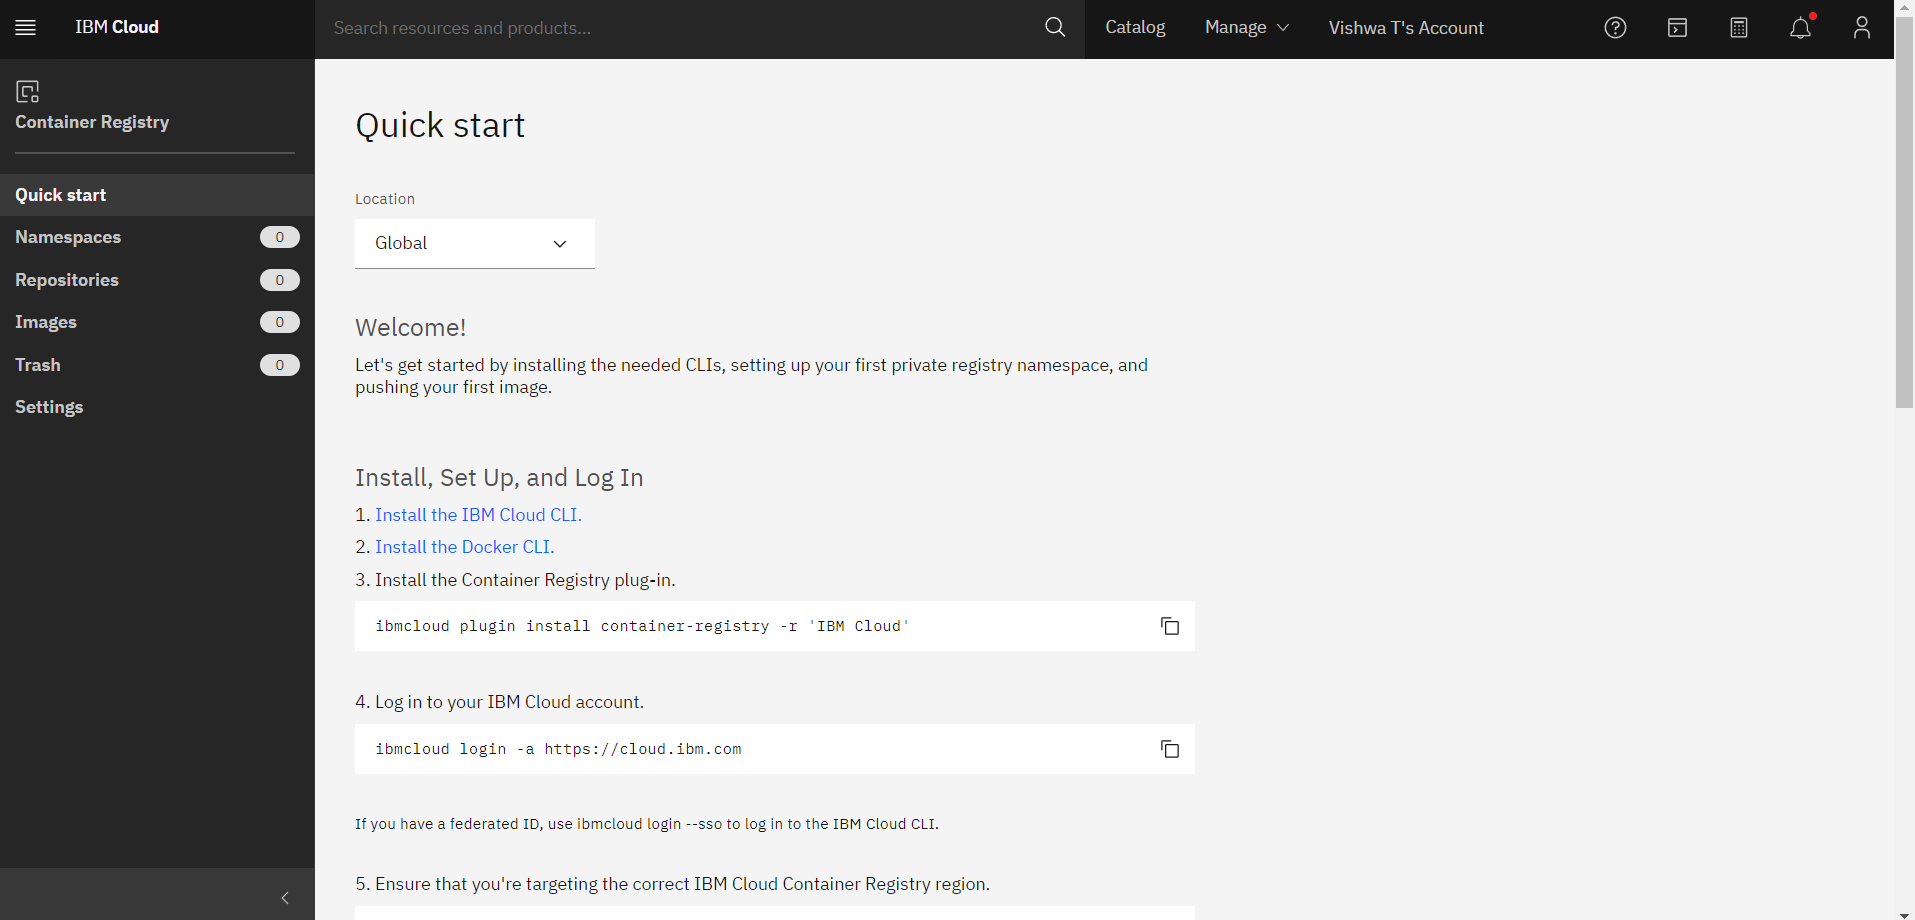 IBM Cloud
Search resources and products...
Catalog
Manage
Vishwa T's Account
Container Registry
Quick start
Namespaces 0
Repositories 0
Images 0
Trash 0
Settings
Quick start
Location
Global
Welcome!
Let's get started by installing the needed CLIs, setting up your first private registry namespace, and
pushing your first image.
Install, Set Up, and Log In
1. Install the IBM Cloud CLI.
2. Install the Docker CLI.
3. Install the Container Registry plug-in.
ibmcloud plugin install container-registry -r 'IBM Cloud'
4. Log in to your IBM Cloud account.
ibmcloud login -a https://cloud.ibm.com
If you have a federated ID, use ibmcloud login --sso to log in to the IBM Cloud CLI.
5. Ensure that you're targeting the correct IBM Cloud Container Registry region.